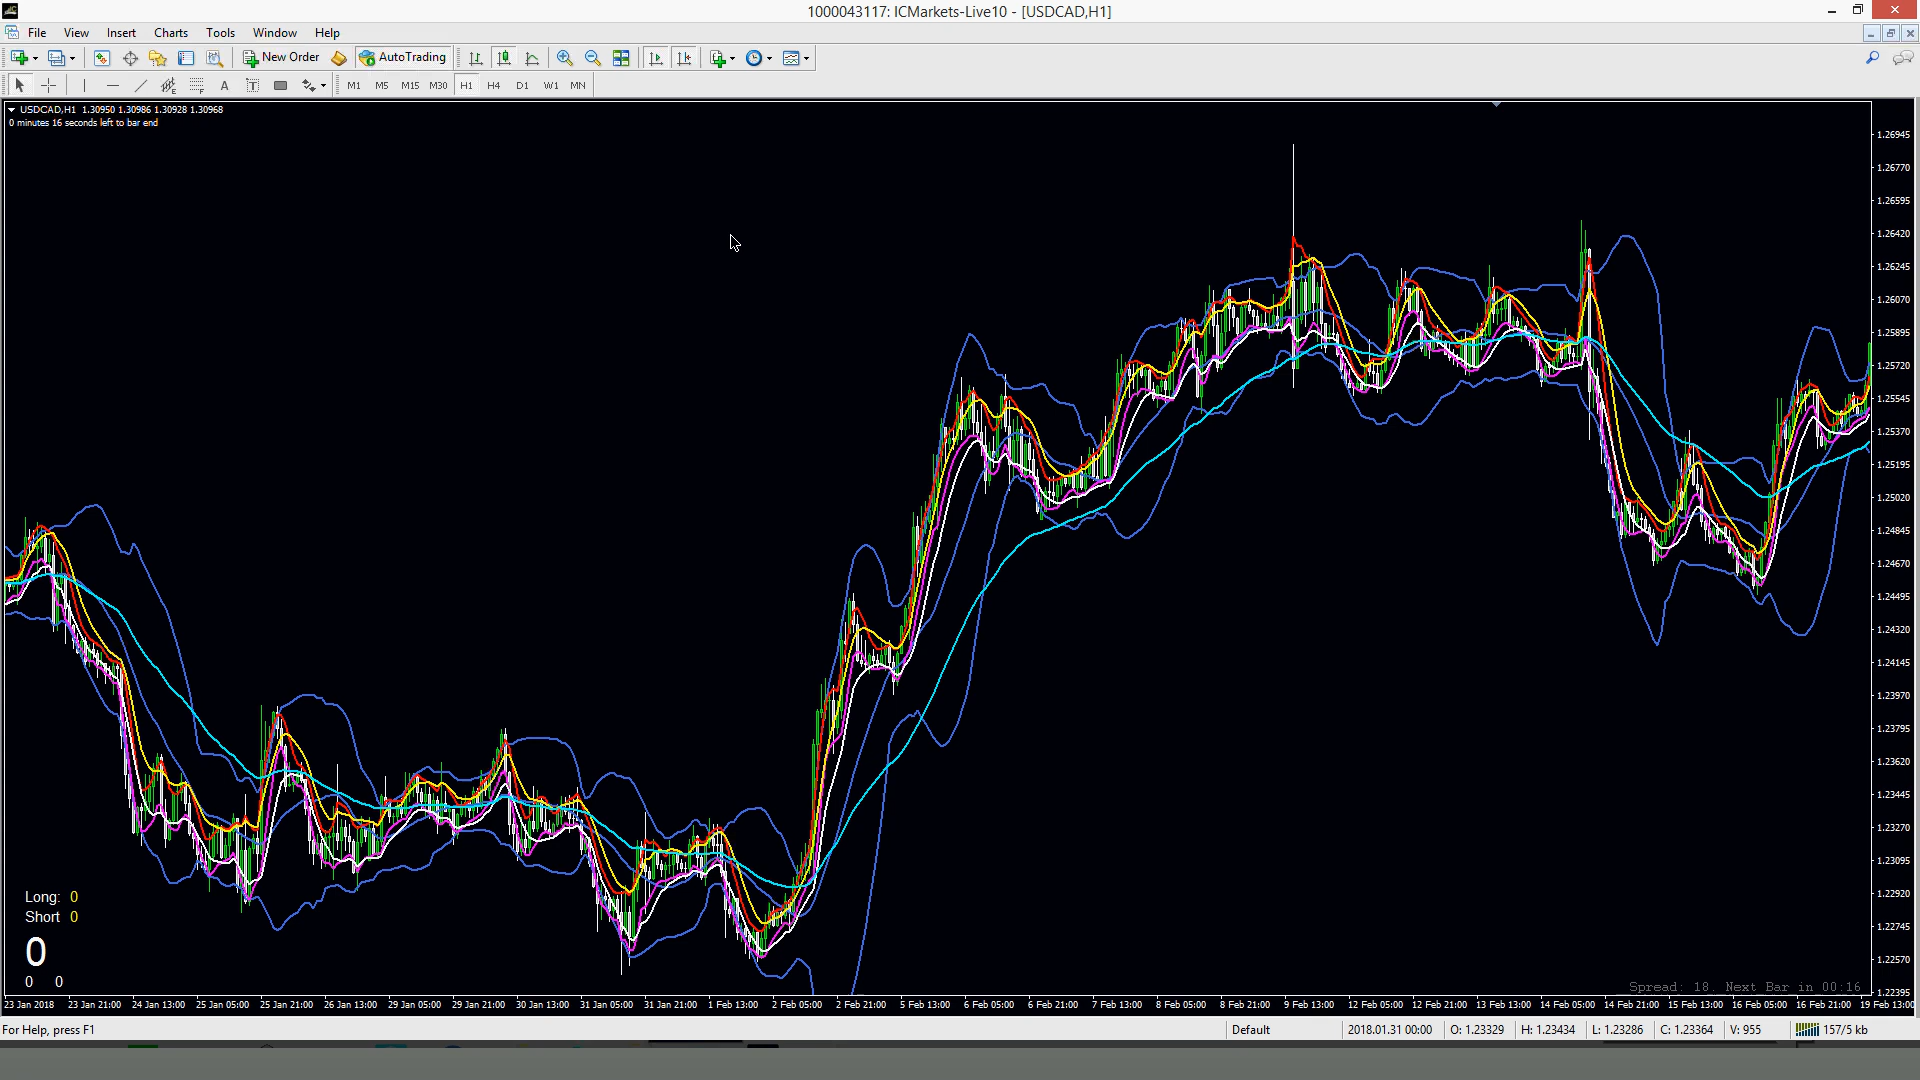 1000043117: ICMarkets-Live10 - [USDCAD,H1]
File View Insert Charts Tools Window Help
New Order AutoTrading
A T M1 M5 M15 M30 H1 H4 D1 W1 MN
USDCAD,H1 1.30950 1.30986 1.30928 1.30968
0 minutes 16 seconds left to bar end
1.26945
1.26770
1.26595
1.26420
1.26245
1.26070
1.25895
1.25720
1.25545
1.25370
1.25195
1.25020
1.24845
1.24670
1.24495
1.24320
1.24145
1.23970
1.23795
1.23620
1.23445
1.23270
1.23095
1.22920
1.22745
1.22570
1.22395
Long: 0
Short 0
0
0 0
Spread: 18. Next Bar in 00:16
23 Jan 2018 23 Jan 21:00 24 Jan 13:00 25 Jan 05:00 25 Jan 21:00 26 Jan 13:00 29 Jan 05:00 29 Jan 21:00 30 Jan 13:00 31 Jan 05:00 31 Jan 21:00 1 Feb 13:00 2 Feb 05:00 2 Feb 21:00 5 Feb 13:00 6 Feb 05:00 6 Feb 21:00 7 Feb 13:00 8 Feb 05:00 8 Feb 21:00 9 Feb 13:00 12 Feb 05:00 12 Feb 21:00 13 Feb 13:00 14 Feb 05:00 14 Feb 21:00 15 Feb 13:00 16 Feb 05:00 16 Feb 21:00 19 Feb 13:00
For Help, press F1 Default 2018.01.31 00:00 O: 1.23329 H: 1.23434 L: 1.23286 C: 1.23364 V: 955 157/5 kb